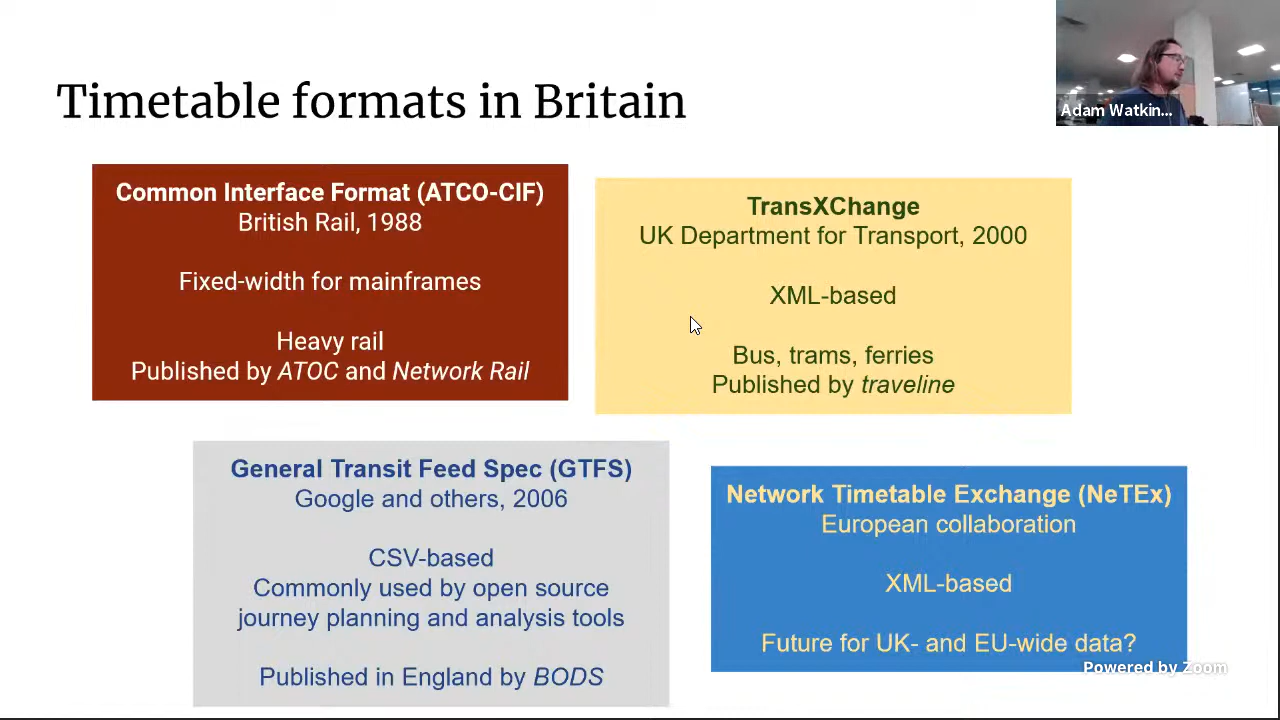 Timetable formats in Britain
Adam Watkin...
Common Interface Format (ATCO-CIF)
British Rail, 1988
Fixed-width for mainframes
Heavy rail
Published by ATOC and Network Rail
TransXChange
UK Department for Transport, 2000
XML-based
Bus, trams, ferries
Published by traveline
General Transit Feed Spec (GTFS)
Google and others, 2006
CSV-based
Commonly used by open source
journey planning and analysis tools
Published in England by BODS
Network Timetable Exchange (NeTEx)
European collaboration
XML-based
Future for UK- and EU-wide data?
Powered by Zoom